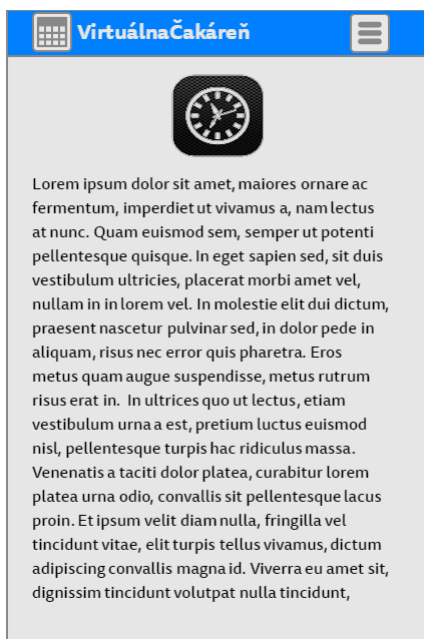 VirtuálnaČakáreň
Lorem ipsum dolor sit amet, maiores ornare ac
fermentum, imperdiet ut vivamus a, nam lectus
at nunc. Quam euismod sem, semper ut potenti
pellentesque quisque. In eget sapien sed, sit duis
vestibulum ultricies, placerat morbi amet vel,
nullam in in lorem vel. In molestie elit dui dictum,
praesent nascetur pulvinar sed, in dolor pede in
aliquam, risus nec error quis pharetra. Eros
metus quam augue suspendisse, metus rutrum
risus erat in.  In ultrices quo ut lectus, etiam
vestibulum urna a est, pretium luctus euismod
nisl, pellentesque turpis hac ridiculus massa.
Venenatis a taciti dolor platea, curabitur lorem
platea urna odio, convallis sit pellentesque lacus
proin. Et ipsum velit diam nulla, fringilla vel
tincidunt vitae, elit turpis tellus vivamus, dictum
adipiscing convallis magna id. Viverra eu amet sit,
dignissim tincidunt volutpat nulla tincidunt,